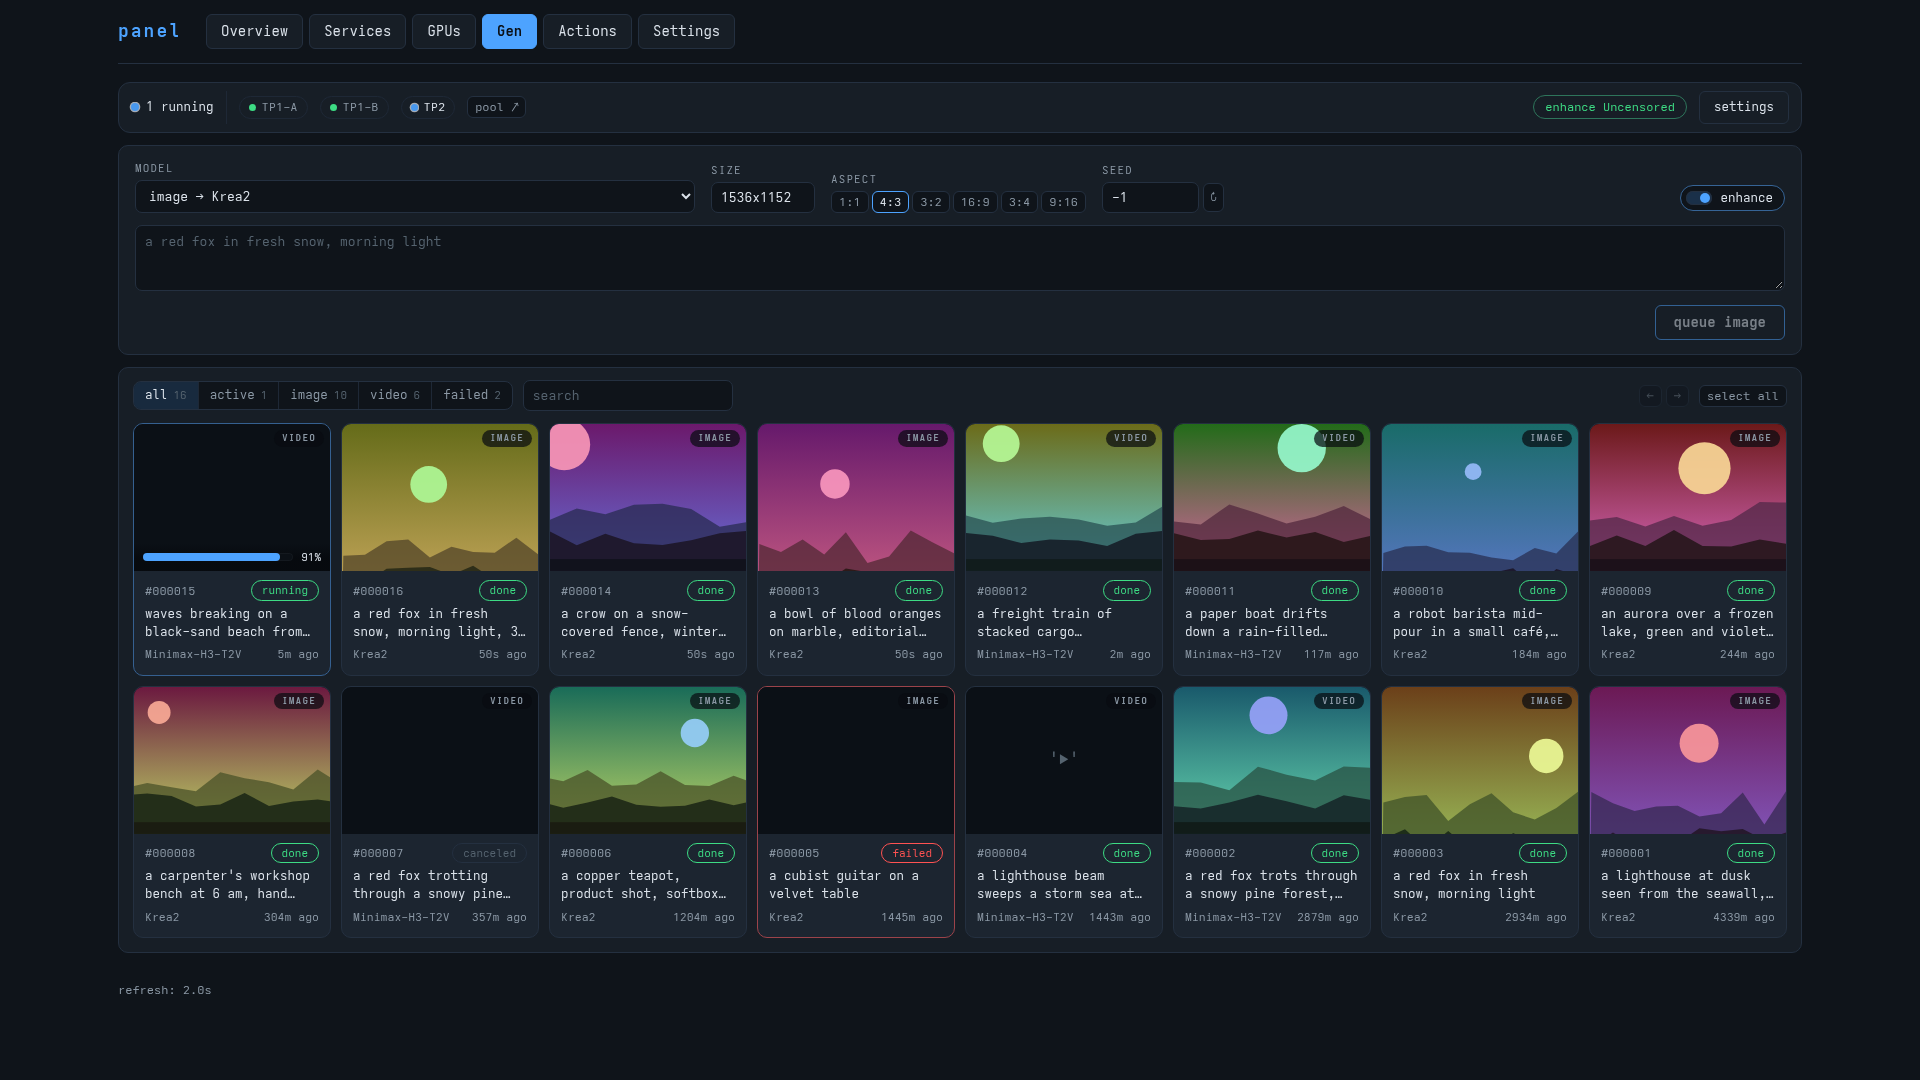 panel Overview Services GPUs Gen Actions Settings
1 running TP1-A TP1-B TP2 pool ↗ enhance Uncensored settings
MODEL SIZE ASPECT SEED
image → Krea2 1536x1152 1:1 4:3 3:2 16:9 3:4 9:16 -1 ↻ enhance
a red fox in fresh snow, morning light
queue image
all 16 active 1 image 10 video 6 failed 2 search ← → select all
VIDEO IMAGE IMAGE IMAGE VIDEO VIDEO IMAGE IMAGE
91%
#000015 running #000016 done #000014 done #000013 done #000012 done #000011 done #000010 done #000009 done
waves breaking on a a red fox in fresh a crow on a snow- a bowl of blood oranges a freight train of a paper boat drifts a robot barista mid- an aurora over a frozen
black-sand beach from… snow, morning light, 3… covered fence, winter… on marble, editorial… stacked cargo… down a rain-filled… pour in a small café,… lake, green and violet…
Minimax-H3-T2V 5m ago Krea2 50s ago Krea2 50s ago Krea2 50s ago Minimax-H3-T2V 2m ago Minimax-H3-T2V 117m ago Krea2 184m ago Krea2 244m ago
IMAGE VIDEO IMAGE IMAGE VIDEO VIDEO IMAGE IMAGE
'▶'
#000008 done #000007 canceled #000006 done #000005 failed #000004 done #000002 done #000003 done #000001 done
a carpenter's workshop a red fox trotting a copper teapot, a cubist guitar on a a lighthouse beam a red fox trots through a red fox in fresh a lighthouse at dusk
bench at 6 am, hand… through a snowy pine… product shot, softbox… velvet table sweeps a storm sea at… a snowy pine forest,… snow, morning light seen from the seawall,…
Krea2 304m ago Minimax-H3-T2V 357m ago Krea2 1204m ago Krea2 1445m ago Minimax-H3-T2V 1443m ago Minimax-H3-T2V 2879m ago Krea2 2934m ago Krea2 4339m ago
refresh: 2.0s